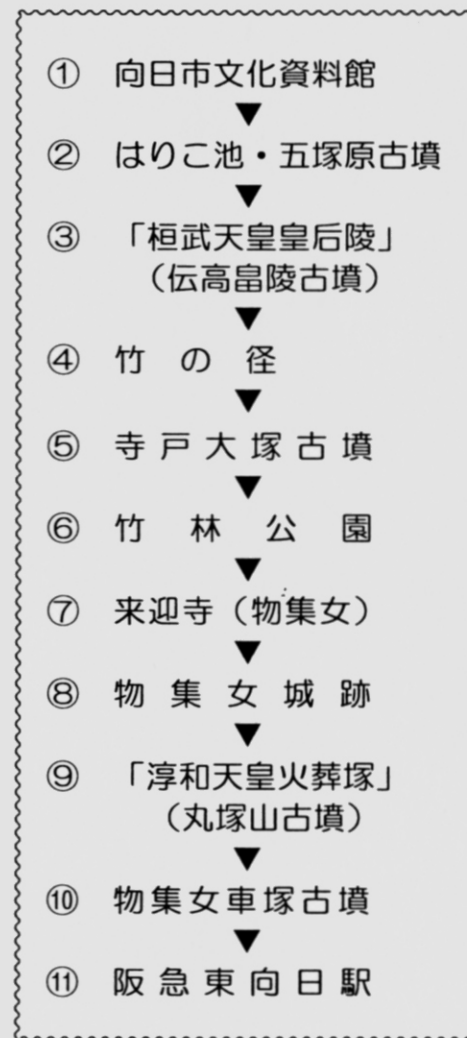 ① 向日市文化資料館
▼
② はりこ池・五塚原古墳
▼
③ 「桓武天皇皇后陵」
（伝高畠陵古墳）
▼
④ 竹の径
▼
⑤ 寺戸大塚古墳
▼
⑥ 竹林公園
▼
⑦ 来迎寺（物集女）
▼
⑧ 物集女城跡
▼
⑨ 「淳和天皇火葬塚」
（丸塚山古墳）
▼
⑩ 物集女車塚古墳
▼
⑪ 阪急東向日駅